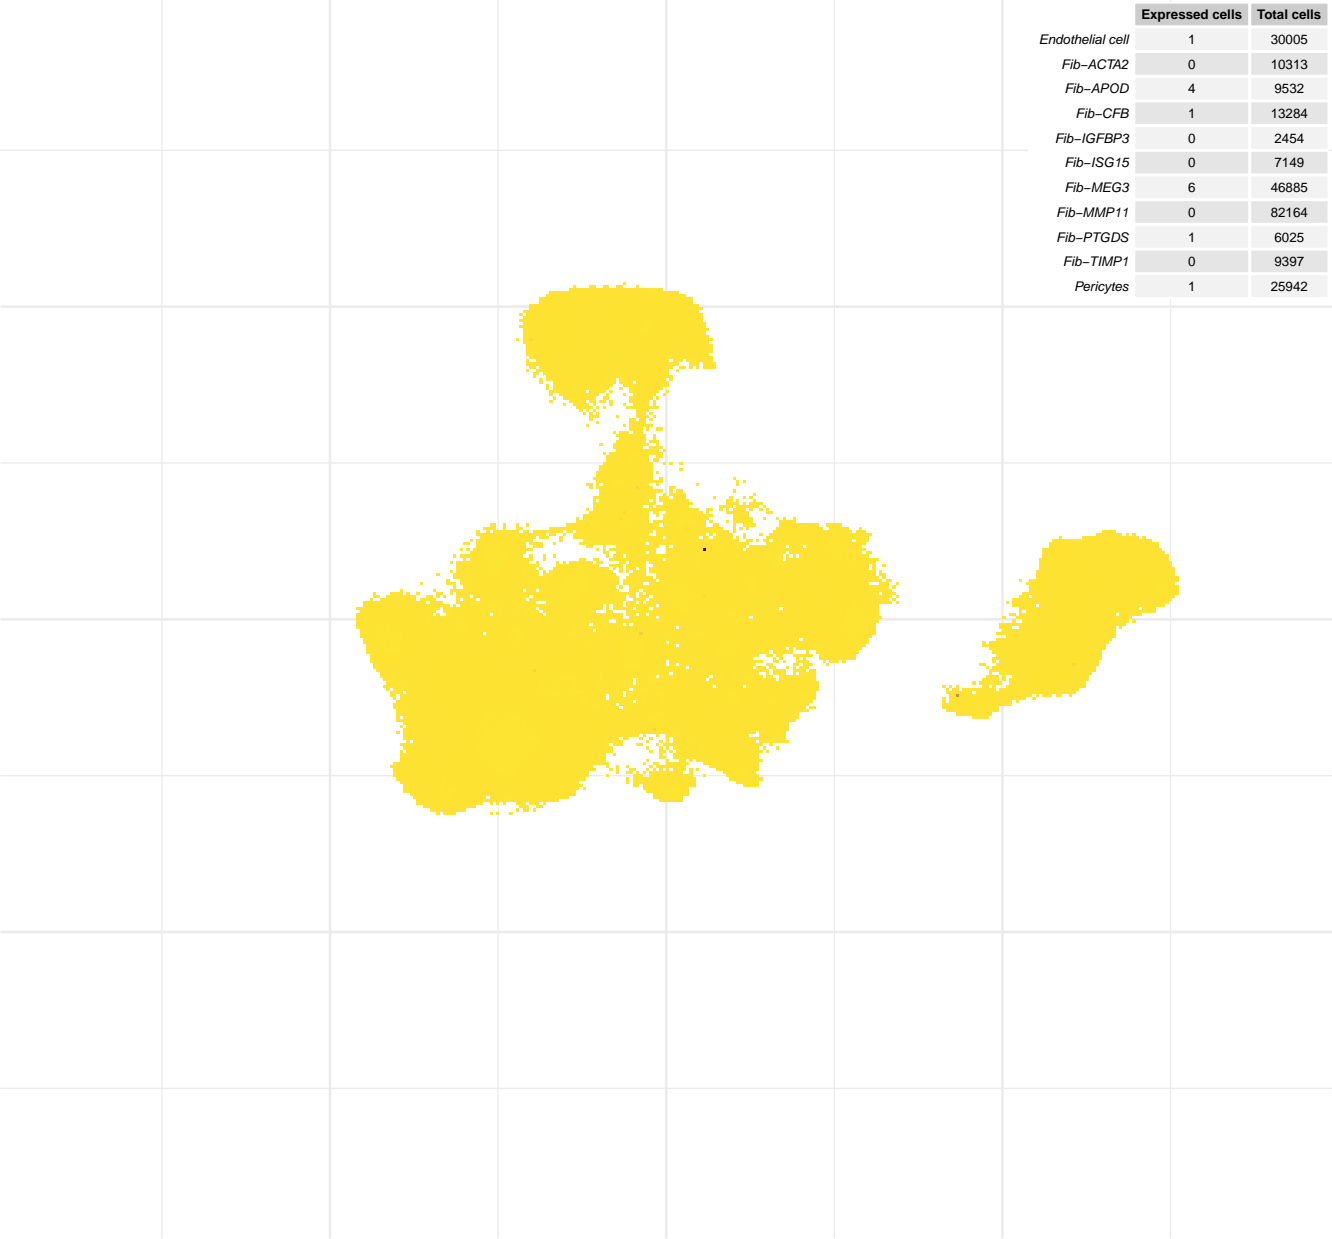 Expressed cells Total cells
Endothelial cell 1 30005
Fib−ACTA2 0 10313
Fib−APOD 4 9532
Fib−CFB 1 13284
Fib−IGFBP3 0 2454
Fib−ISG15 0 7149
Fib−MEG3 6 46885
Fib−MMP11 0 82164
Fib−PTGDS 1 6025
Fib−TIMP1 0 9397
Pericytes 1 25942